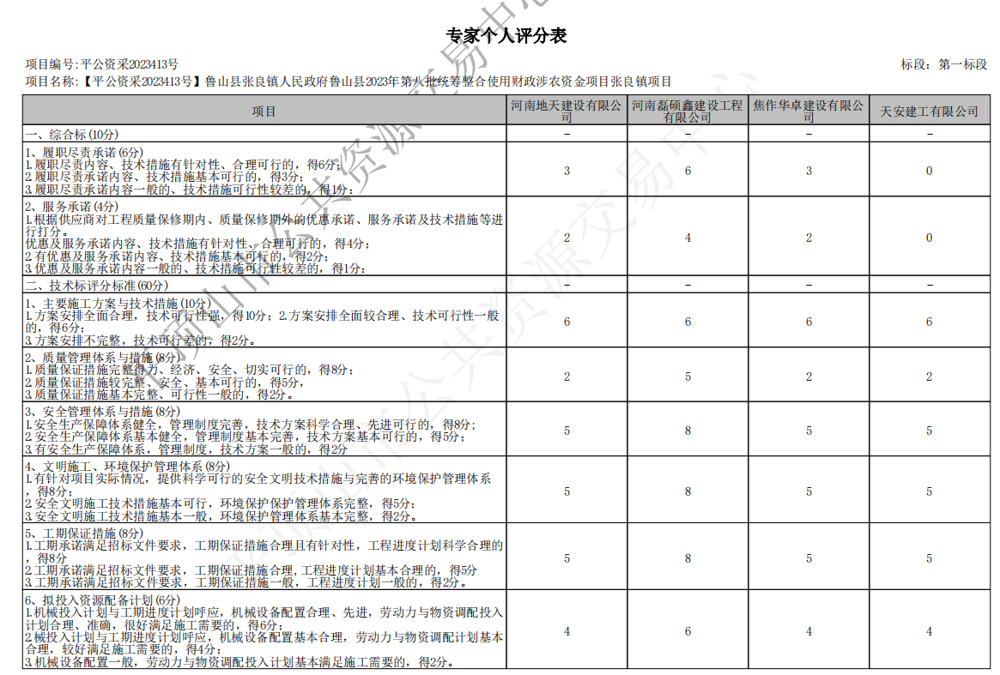 专家个人评分表
项目编号:平公资采2023413号
标段：第一标段
项目名称:【平公资采2023413号】鲁山县张良镇人民政府鲁山县2023年第八批统筹整合使用财政涉农资金项目张良镇项目
项目
河南地天建设有限公
司
河南磊硕鑫建设工程
有限公司
焦作华卓建设有限公
司
天安建工有限公司
一、综合标(10分)
-
-
-
-
1、履职尽责承诺(6分)
1.履职尽责内容、技术措施有针对性、合理可行的，得6分；
2.履职尽责承诺内容、技术措施基本可行的，得3分；
3.履职尽责承诺内容一般的、技术措施可行性较差的，得1分：
3
6
3
0
2、服务承诺(4分)
1.根据供应商对工程质量保修期内、质量保修期外的优惠承诺、服务承诺及技术措施等进
行打分。
优惠及服务承诺内容、技术措施有针对性、合理可行的，得4分；
2.有优惠及服务承诺内容、技术措施基本可行的，得2分；
3.优惠及服务承诺内容一般的、技术措施可行性较差的，得1分：
2
4
2
0
二、技术标评分标准(60分)
-
-
-
-
1、主要施工方案与技术措施(10分)
1.方案安排全面合理，技术可行性强，得10分；2.方案安排全面较合理、技术可行性一般
的，得6分；
3.方案安排不完整，技术可行差的，得2分。
6
6
6
6
2、质量管理体系与措施(8分)
1.质量保证措施完整得力、经济、安全、切实可行的，得8分；
2.质量保证措施较完整、安全、基本可行的，得5分，
3.质量保证措施基本完整、可行性一般的，得2分。
2
5
2
2
3、安全管理体系与措施(8分)
1.安全生产保障体系健全，管理制度完善，技术方案科学合理、先进可行的，得8分；
2.安全生产保障体系基本健全，管理制度基本完善，技术方案基本可行的，得5分；
3.有安全生产保障体系，管理制度，技术方案一般的，得2分
5
8
5
5
4、文明施工、环境保护管理体系(8分)
1.有针对项目实际情况，提供科学可行的安全文明技术措施与完善的环境保护管理体系
，得8分；
2.安全文明施工技术措施基本可行，环境保护保护管理体系完整，得5分；
3.安全文明施工技术措施基本一般，环境保护管理体系基本完整，得2分。
5
8
5
5
5、工期保证措施(8分)
1.工期承诺满足招标文件要求，工期保证措施合理且有针对性，工程进度计划科学合理的
，得8分
2.工期承诺满足招标文件要求，工期保证措施合理,工程进度计划基本合理的，得5分
3.工期承诺满足招标文件要求，工期保证措施一般，工程进度计划一般的，得2分。
5
8
5
5
6、拟投入资源配备计划(6分)
1.机械投入计划与工期进度计划呼应，机械设备配置合理、先进，劳动力与物资调配投入
计划合理、准确，很好满足施工需要的，得6分；
2.械投入计划与工期进度计划呼应，机械设备配置基本合理，劳动力与物资调配计划基本
合理，较好满足施工需要的，得4分；
3.机械设备配置一般，劳动力与物资调配投入计划基本满足施工需要的，得2分。
4
6
4
4
平顶山市公共资源交易中心
平顶山市公共资源交易中心